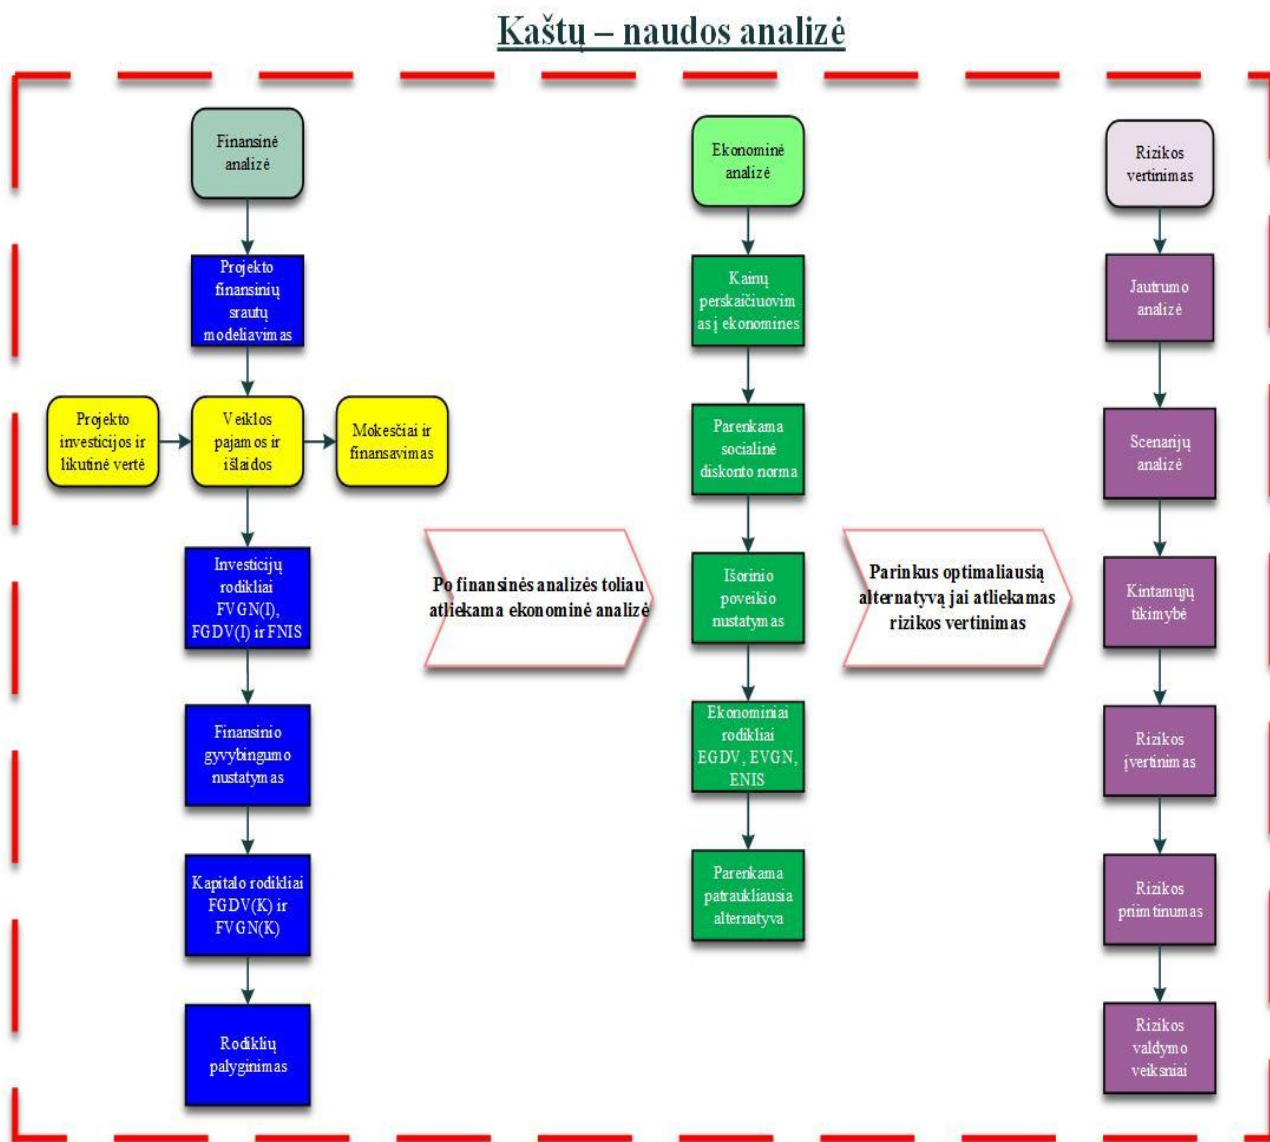 Kaštų – naudos analizė
Finansinė
analizė
Projekto
finansinių
srautų
modeliavimas
Projekto
investicijos ir
likutinė vertė
Veiklos
pajamos ir
išlaidos
Mokesčiai ir
finansavimas
Investicijų
rodikliai
FVGN(I),
FGDV(I) ir FNIS
Finansinio
gyvybingumo
nustatymas
Kapitalo rodikliai
FGDV(K) ir
FVGN(K)
Rodiklių
palyginimas
Po finansinės analizės toliau
atliekama ekonominė analizė
Ekonominė
analizė
Kainų
perskaičiuovim
as į ekonomines
Parenkama
socialinė
diskonto norma
Išorinio
poveikio
nustatymas
Ekonominiai
rodikliai
EGDV, EVGN,
ENIS
Parenkama
patraukliausia
alternatyva
Parinkus optimaliausią
alternatyvą jai atliekamas
rizikos vertinimas
Rizikos
vertinimas
Jautrumo
analizė
Scenarijų
analizė
Kintamųjų
tikimybė
Rizikos
įvertinimas
Rizikos
priimtinumas
Rizikos
valdymo
veiksniai